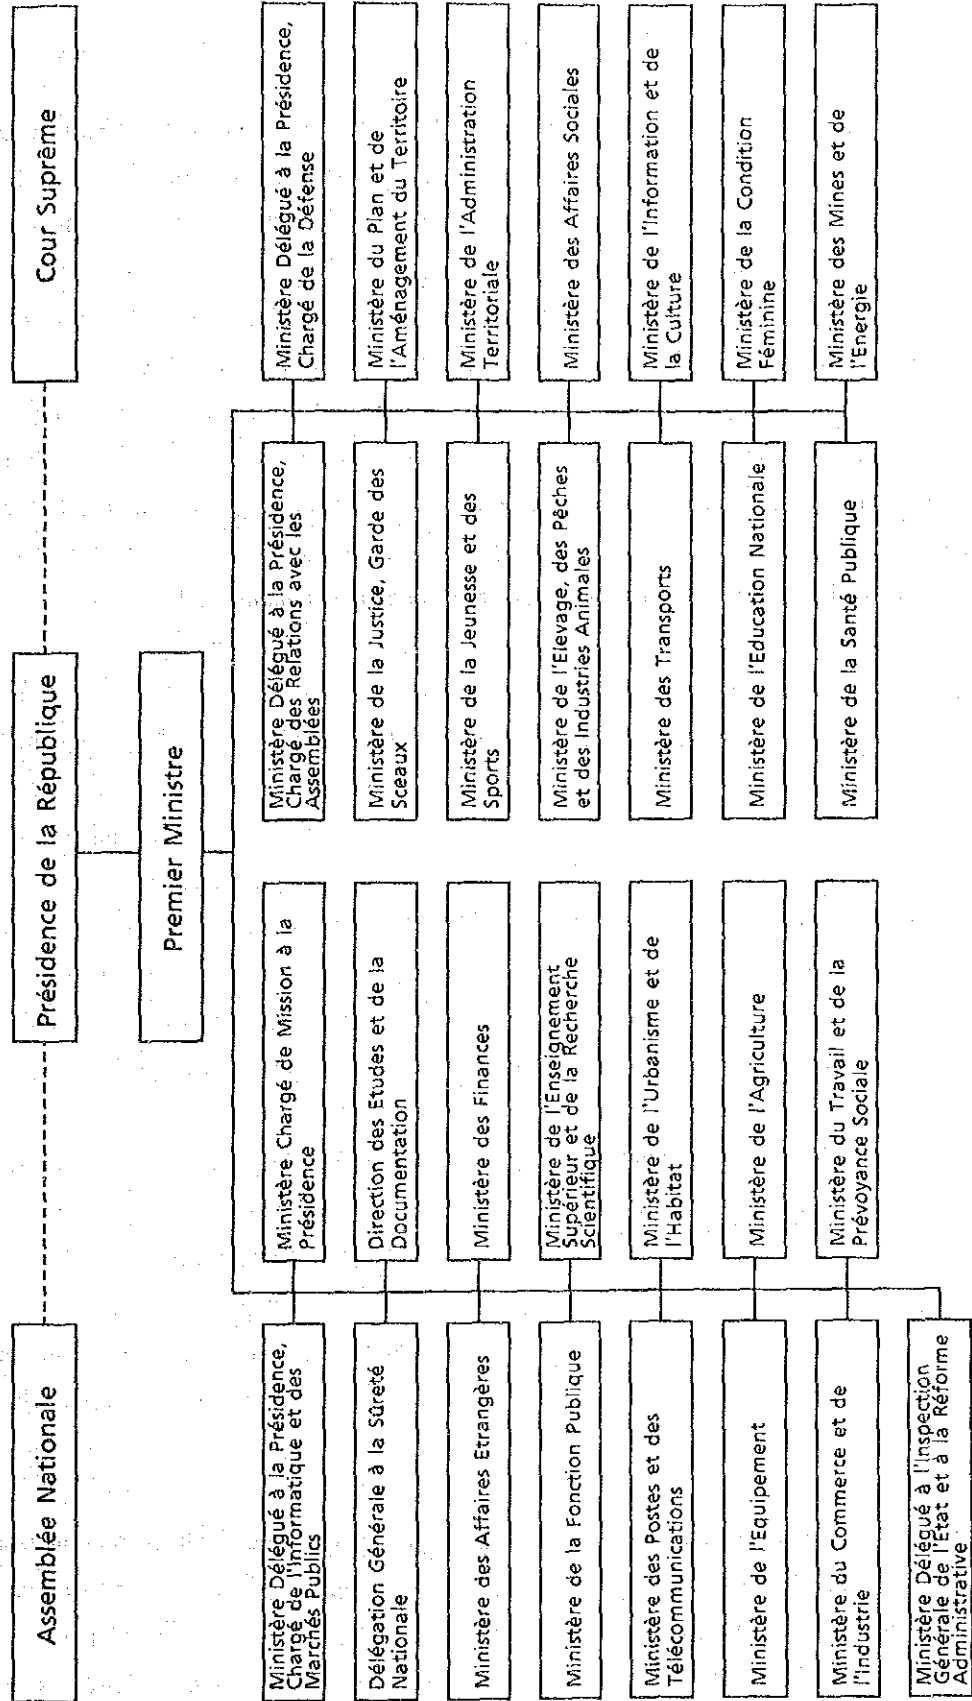 Assemblée Nationale
Présidence de la République
Cour Suprême
Premier Ministre
Ministère Délégué à la Présidence,
Chargé de l'Informatique et des
Marchés Publics
Ministère Chargé de Mission à la
Présidence
Ministère Délégué à la Présidence,
Chargé des Relations avec les
Assemblées
Ministère Délégué à la Présidence,
Chargé de la Défense
Délégation Générale à la Sûreté
Nationale
Direction des Etudes et de la
Documentation
Ministère de la Justice, Garde des
Sceaux
Ministère du Plan et de
l'Aménagement du Territoire
Ministère des Affaires Etrangères
Ministère des Finances
Ministère de la Jeunesse et des
Sports
Ministère de l'Administration
Territoriale
Ministère de la Fonction Publique
Ministère de l'Enseignement
Supérieur et de la Recherche
Scientifique
Ministère de l'Elevage, des Pêches
et des Industries Animales
Ministère des Affaires Sociales
Ministère des Postes et des
Télécommunications
Ministère de l'Urbanisme et de
l'Habitat
Ministère des Transports
Ministère de l'Information et de
la Culture
Ministère de l'Equipement
Ministère de l'Agriculture
Ministère de l'Education Nationale
Ministère de la Condition
Féminine
Ministère du Commerce et de
l'Industrie
Ministère du Travail et de la
Prévoyance Sociale
Ministère de la Santé Publique
Ministère des Mines et de
l'Energie
Ministère Délégué à l'Inspection
Générale de l'Etat et à la Réforme
Administrative